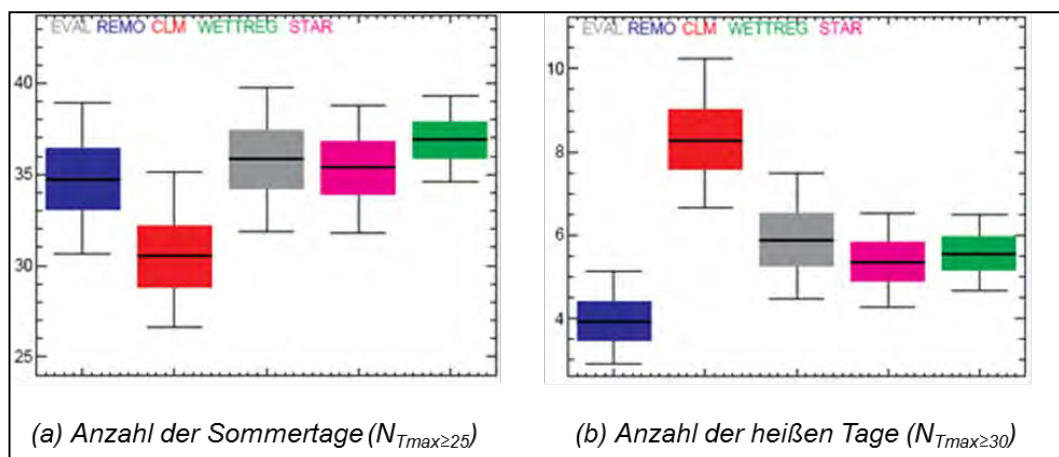 EVAL REMO CLM WETTREG STAR
40
35
30
25
(a) Anzahl der Sommertage (NTmax≥25)
EVAL REMO CLM WETTREG STAR
10
8
6
4
(b) Anzahl der heißen Tage (NTmax≥30)